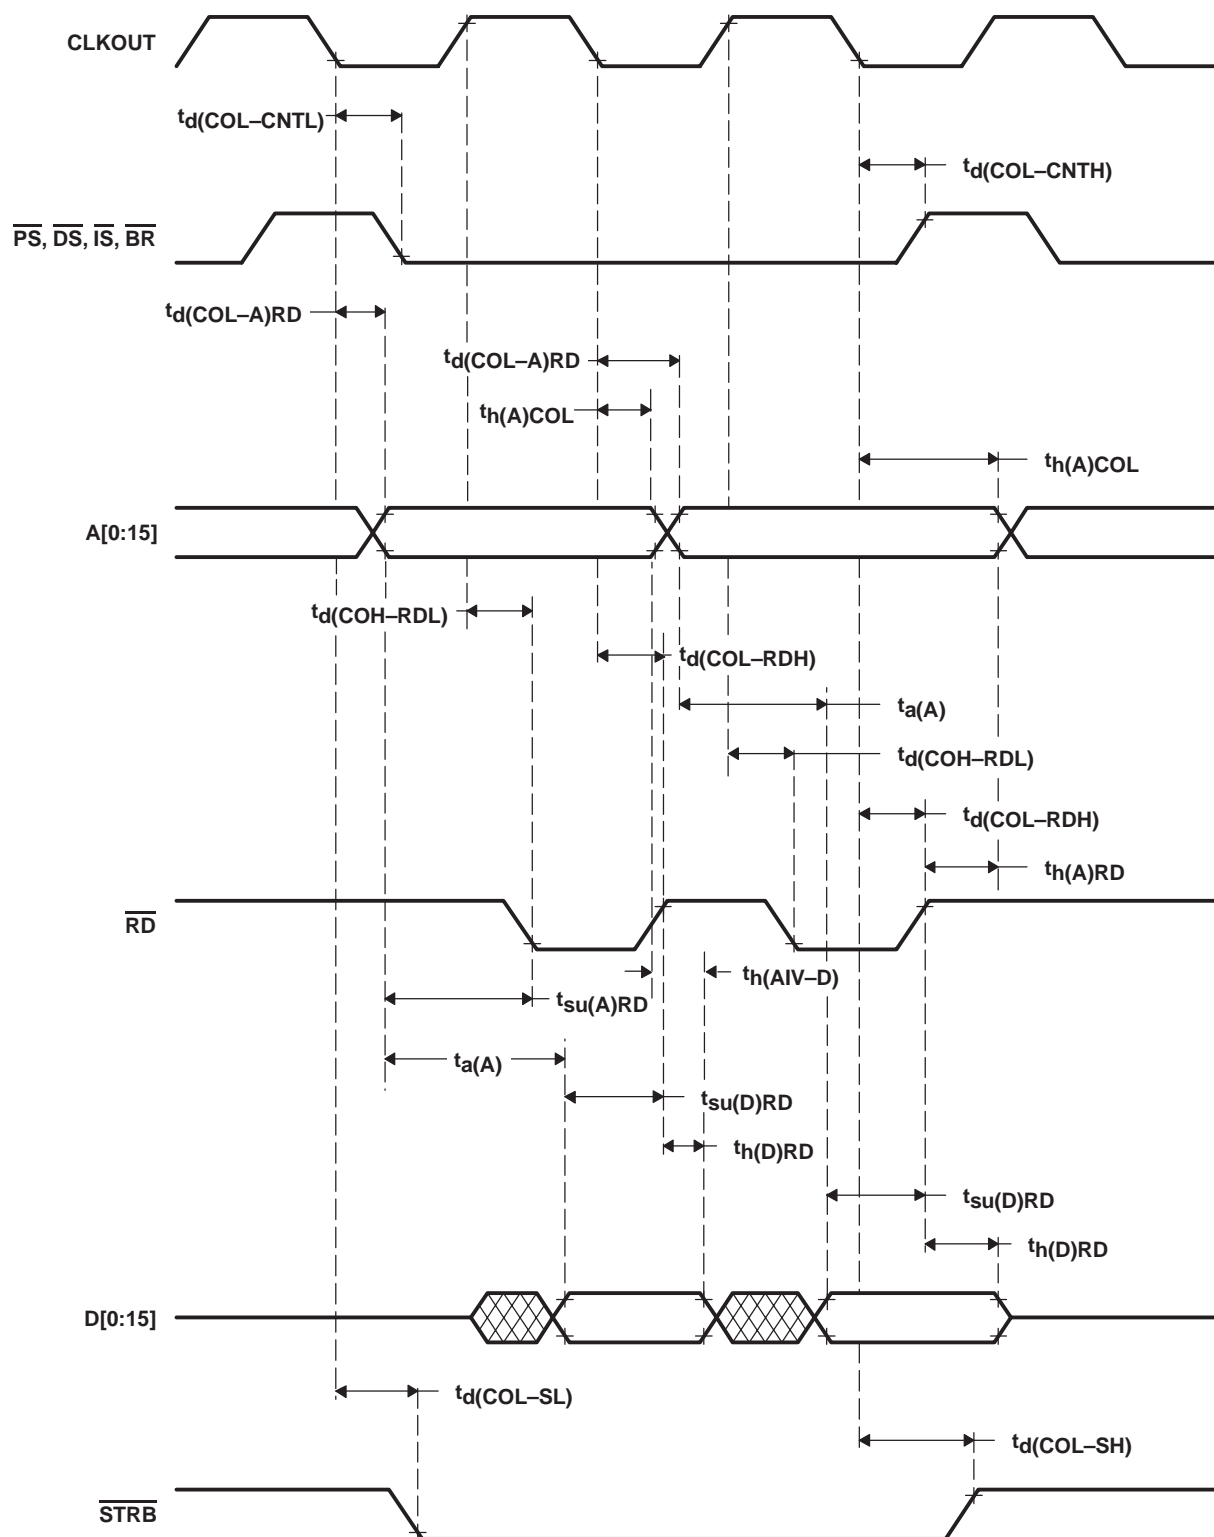 CLKOUT
td(COL–CNTL)
td(COL–CNTH)
PS, DS, IS, BR
td(COL–A)RD
td(COL–A)RD
th(A)COL
th(A)COL
A[0:15]
td(COH–RDL)
td(COL–RDH)
ta(A)
td(COH–RDL)
td(COL–RDH)
th(A)RD
RD
th(AIV–D)
tsu(A)RD
ta(A)
tsu(D)RD
th(D)RD
tsu(D)RD
th(D)RD
D[0:15]
td(COL–SL)
td(COL–SH)
STRB